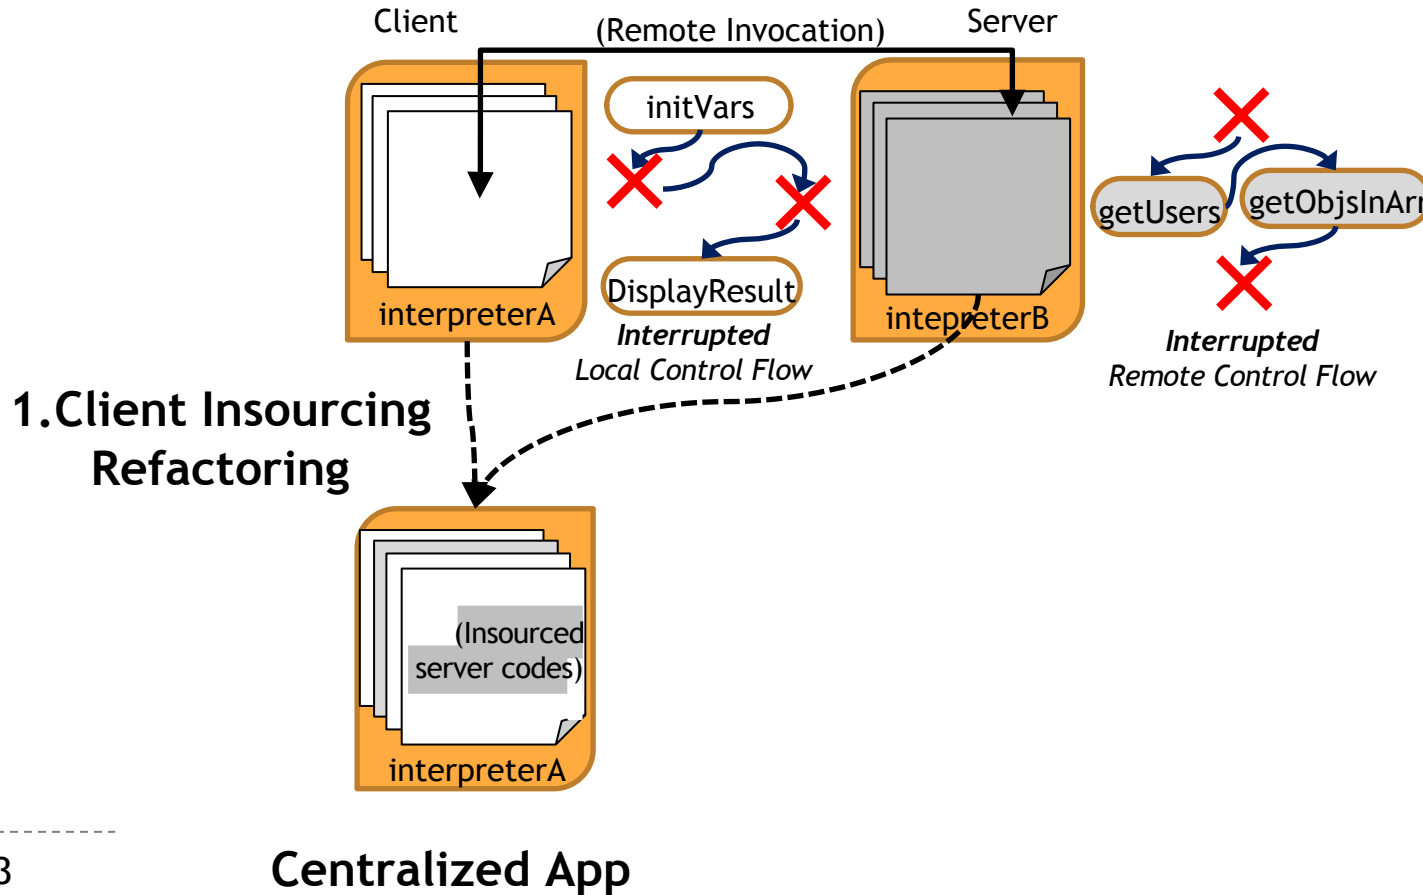 Client
(Remote Invocation)
Server
initVars
getUsers
getObjsInArr
DisplayResult
interpreterA
intepreterB
Interrupted
Local Control Flow
Interrupted
Remote Control Flow
1.Client Insourcing
Refactoring
(Insourced
server codes)
interpreterA
Centralized App